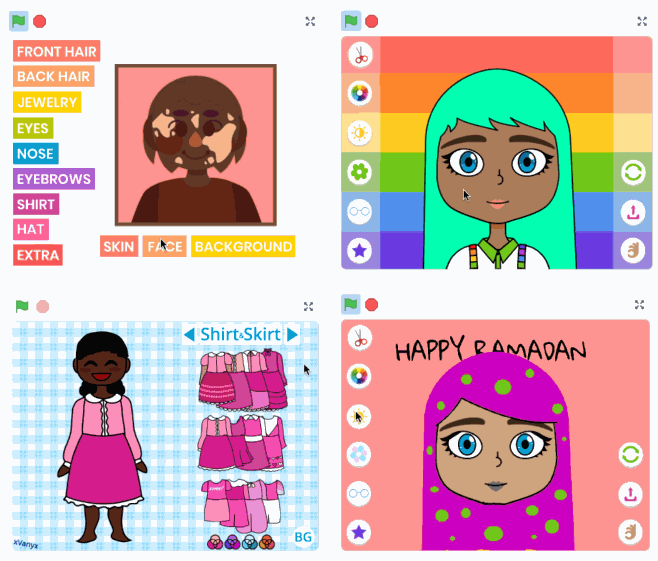 FRONT HAIR
BACK HAIR
JEWELRY
EYES
NOSE
EYEBROWS
SHIRT
HAT
EXTRA
SKIN
FACE
BACKGROUND
Shirt&Skirt
BG
xVanyx
HAPPY RAMADAN